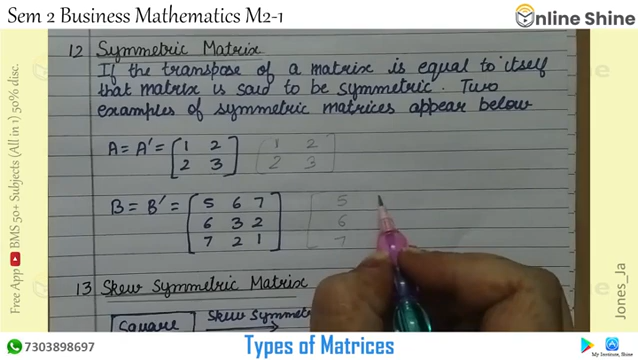 Sem 2 Business Mathematics M2-1
Online Shine
12 Symmetric Matrix
If the transpose of a matrix is equal to itself
that matrix is said to be symmetric. Two
examples of symmetric matrices appear below
A = A' = [1 2 [1 2
2 3] 2 3]
B = B' = [5 6 7 [5
6 3 2 6
7 2 1] 7
13 Skew Symmetric Matrix
Square Skew Symm
Free App BMS 50+ Subjects (All in 1) 50% disc.
Jones_Ja
7303898697
Types of Matrices
My Institute, Shine